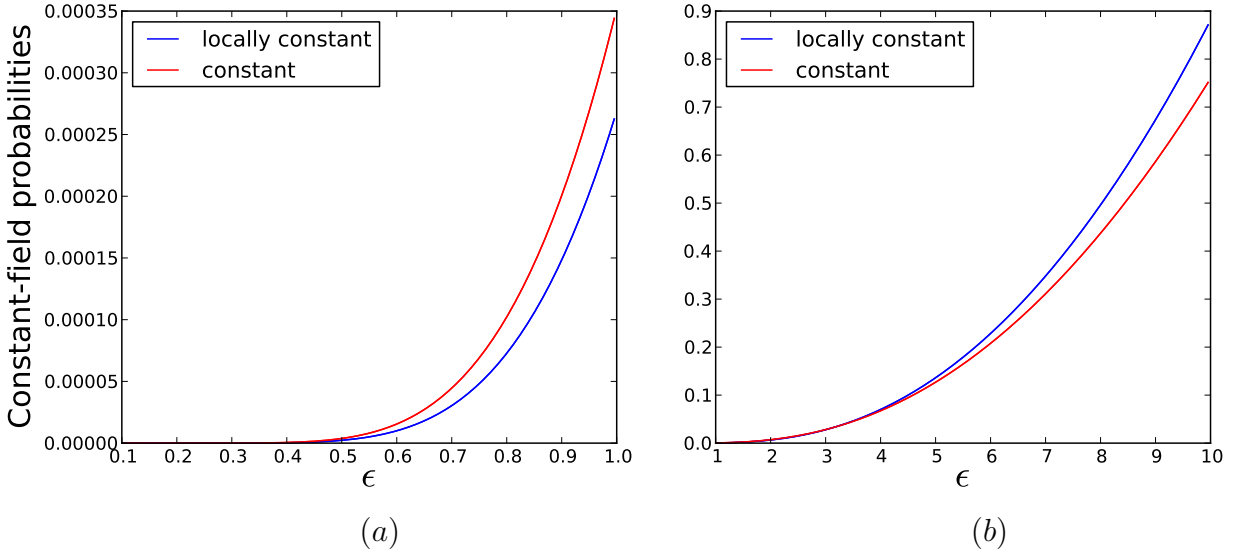 Constant-field probabilities
locally constant
constant
0.00035
0.00030
0.00025
0.00020
0.00015
0.00010
0.00005
0.00000
0.1 0.2 0.3 0.4 0.5 0.6 0.7 0.8 0.9 1.0
ϵ
(a)
locally constant
constant
0.9
0.8
0.7
0.6
0.5
0.4
0.3
0.2
0.1
0.0
1 2 3 4 5 6 7 8 9 10
ϵ
(b)